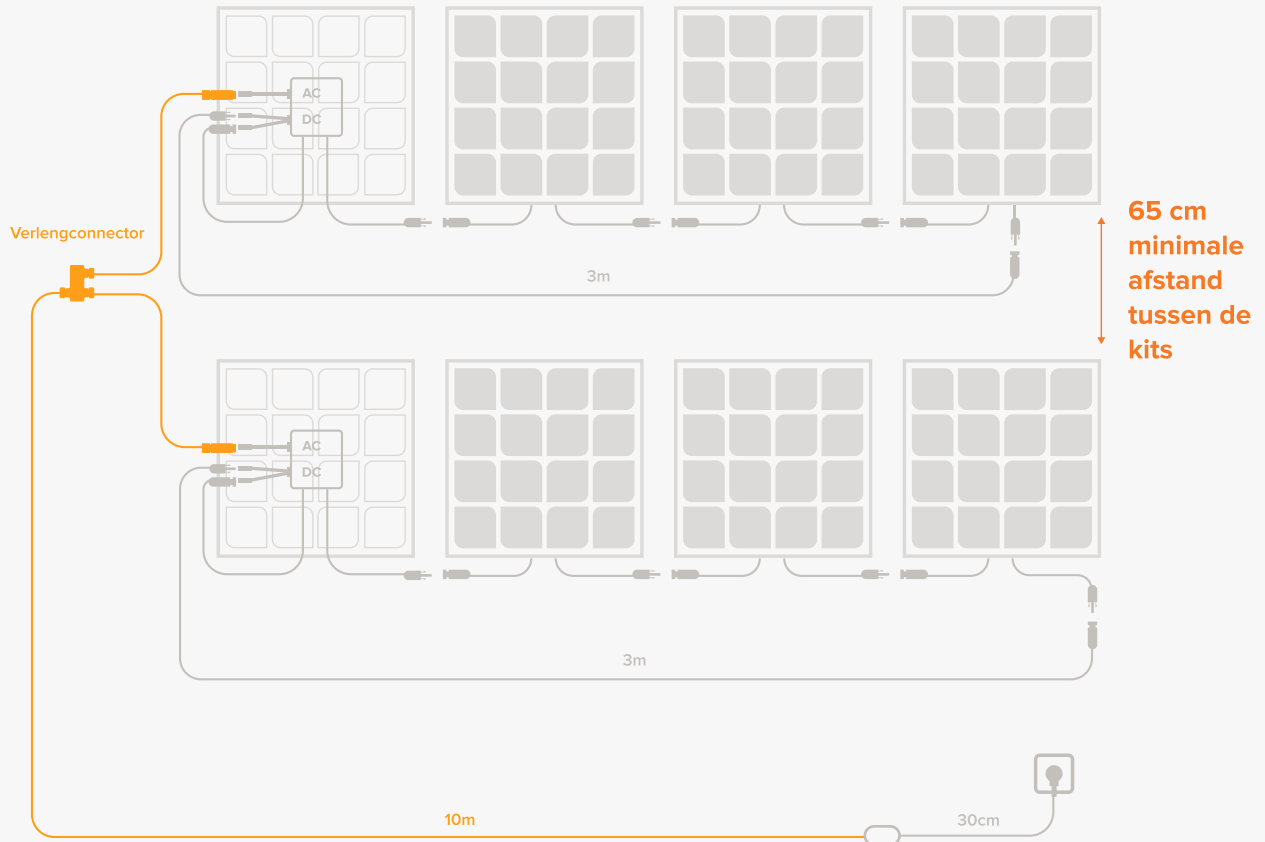 AC
DC
Verlengconnector
3m
65 cm
minimale
afstand
tussen de
kits
AC
DC
3m
10m
30cm